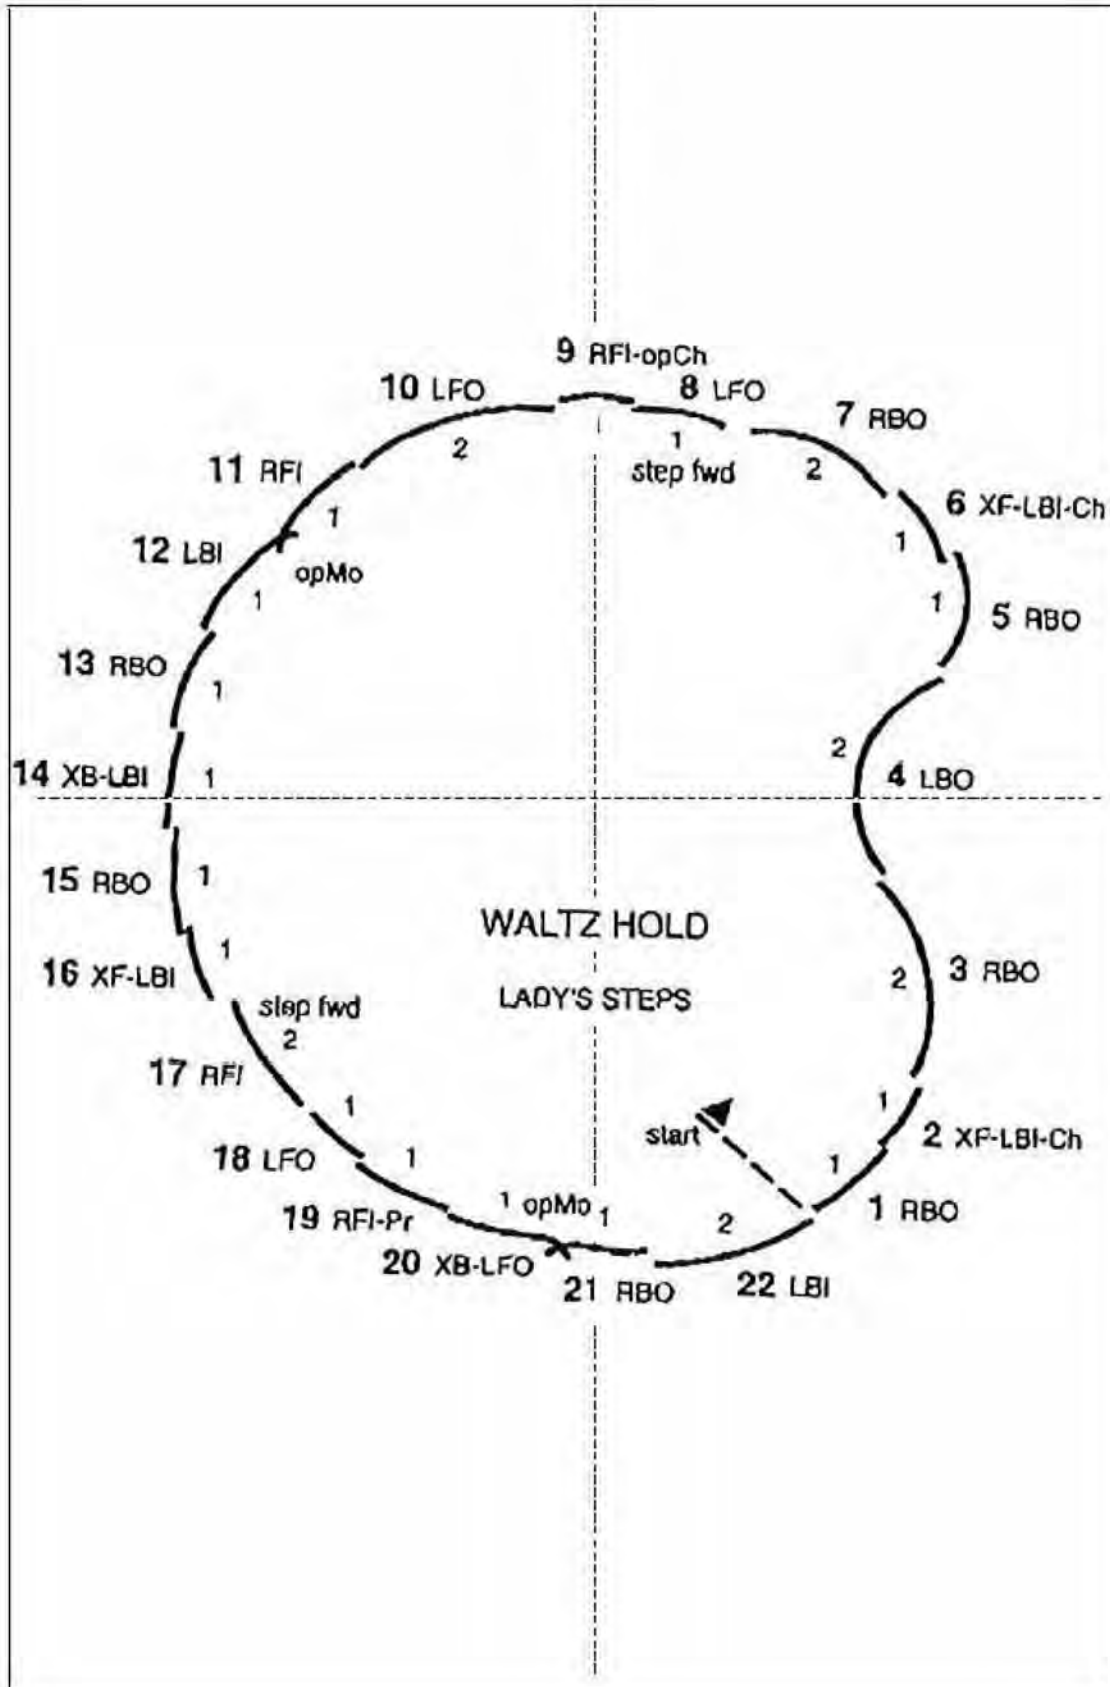 9 RFI-opCh
10 LFO
8 LFO
7 RBO
2
1
1
step fwd
2
11 RFI
6 XF-LBI-Ch
1
1
12 LBI
opMo
1
1
5 RBO
13 RBO
1
2
14 XB-LBI
1
4 LBO
15 RBO
1
WALTZ HOLD
3 RBO
2
16 XF-LBI
1
LADY'S STEPS
step fwd
2
17 RFI
1
1
start
2 XF-LBI-Ch
18 LFO
1
1
1 RBO
19 RFI-Pr
1 opMo
1
2
20 XB-LFO
21 RBO
22 LBI